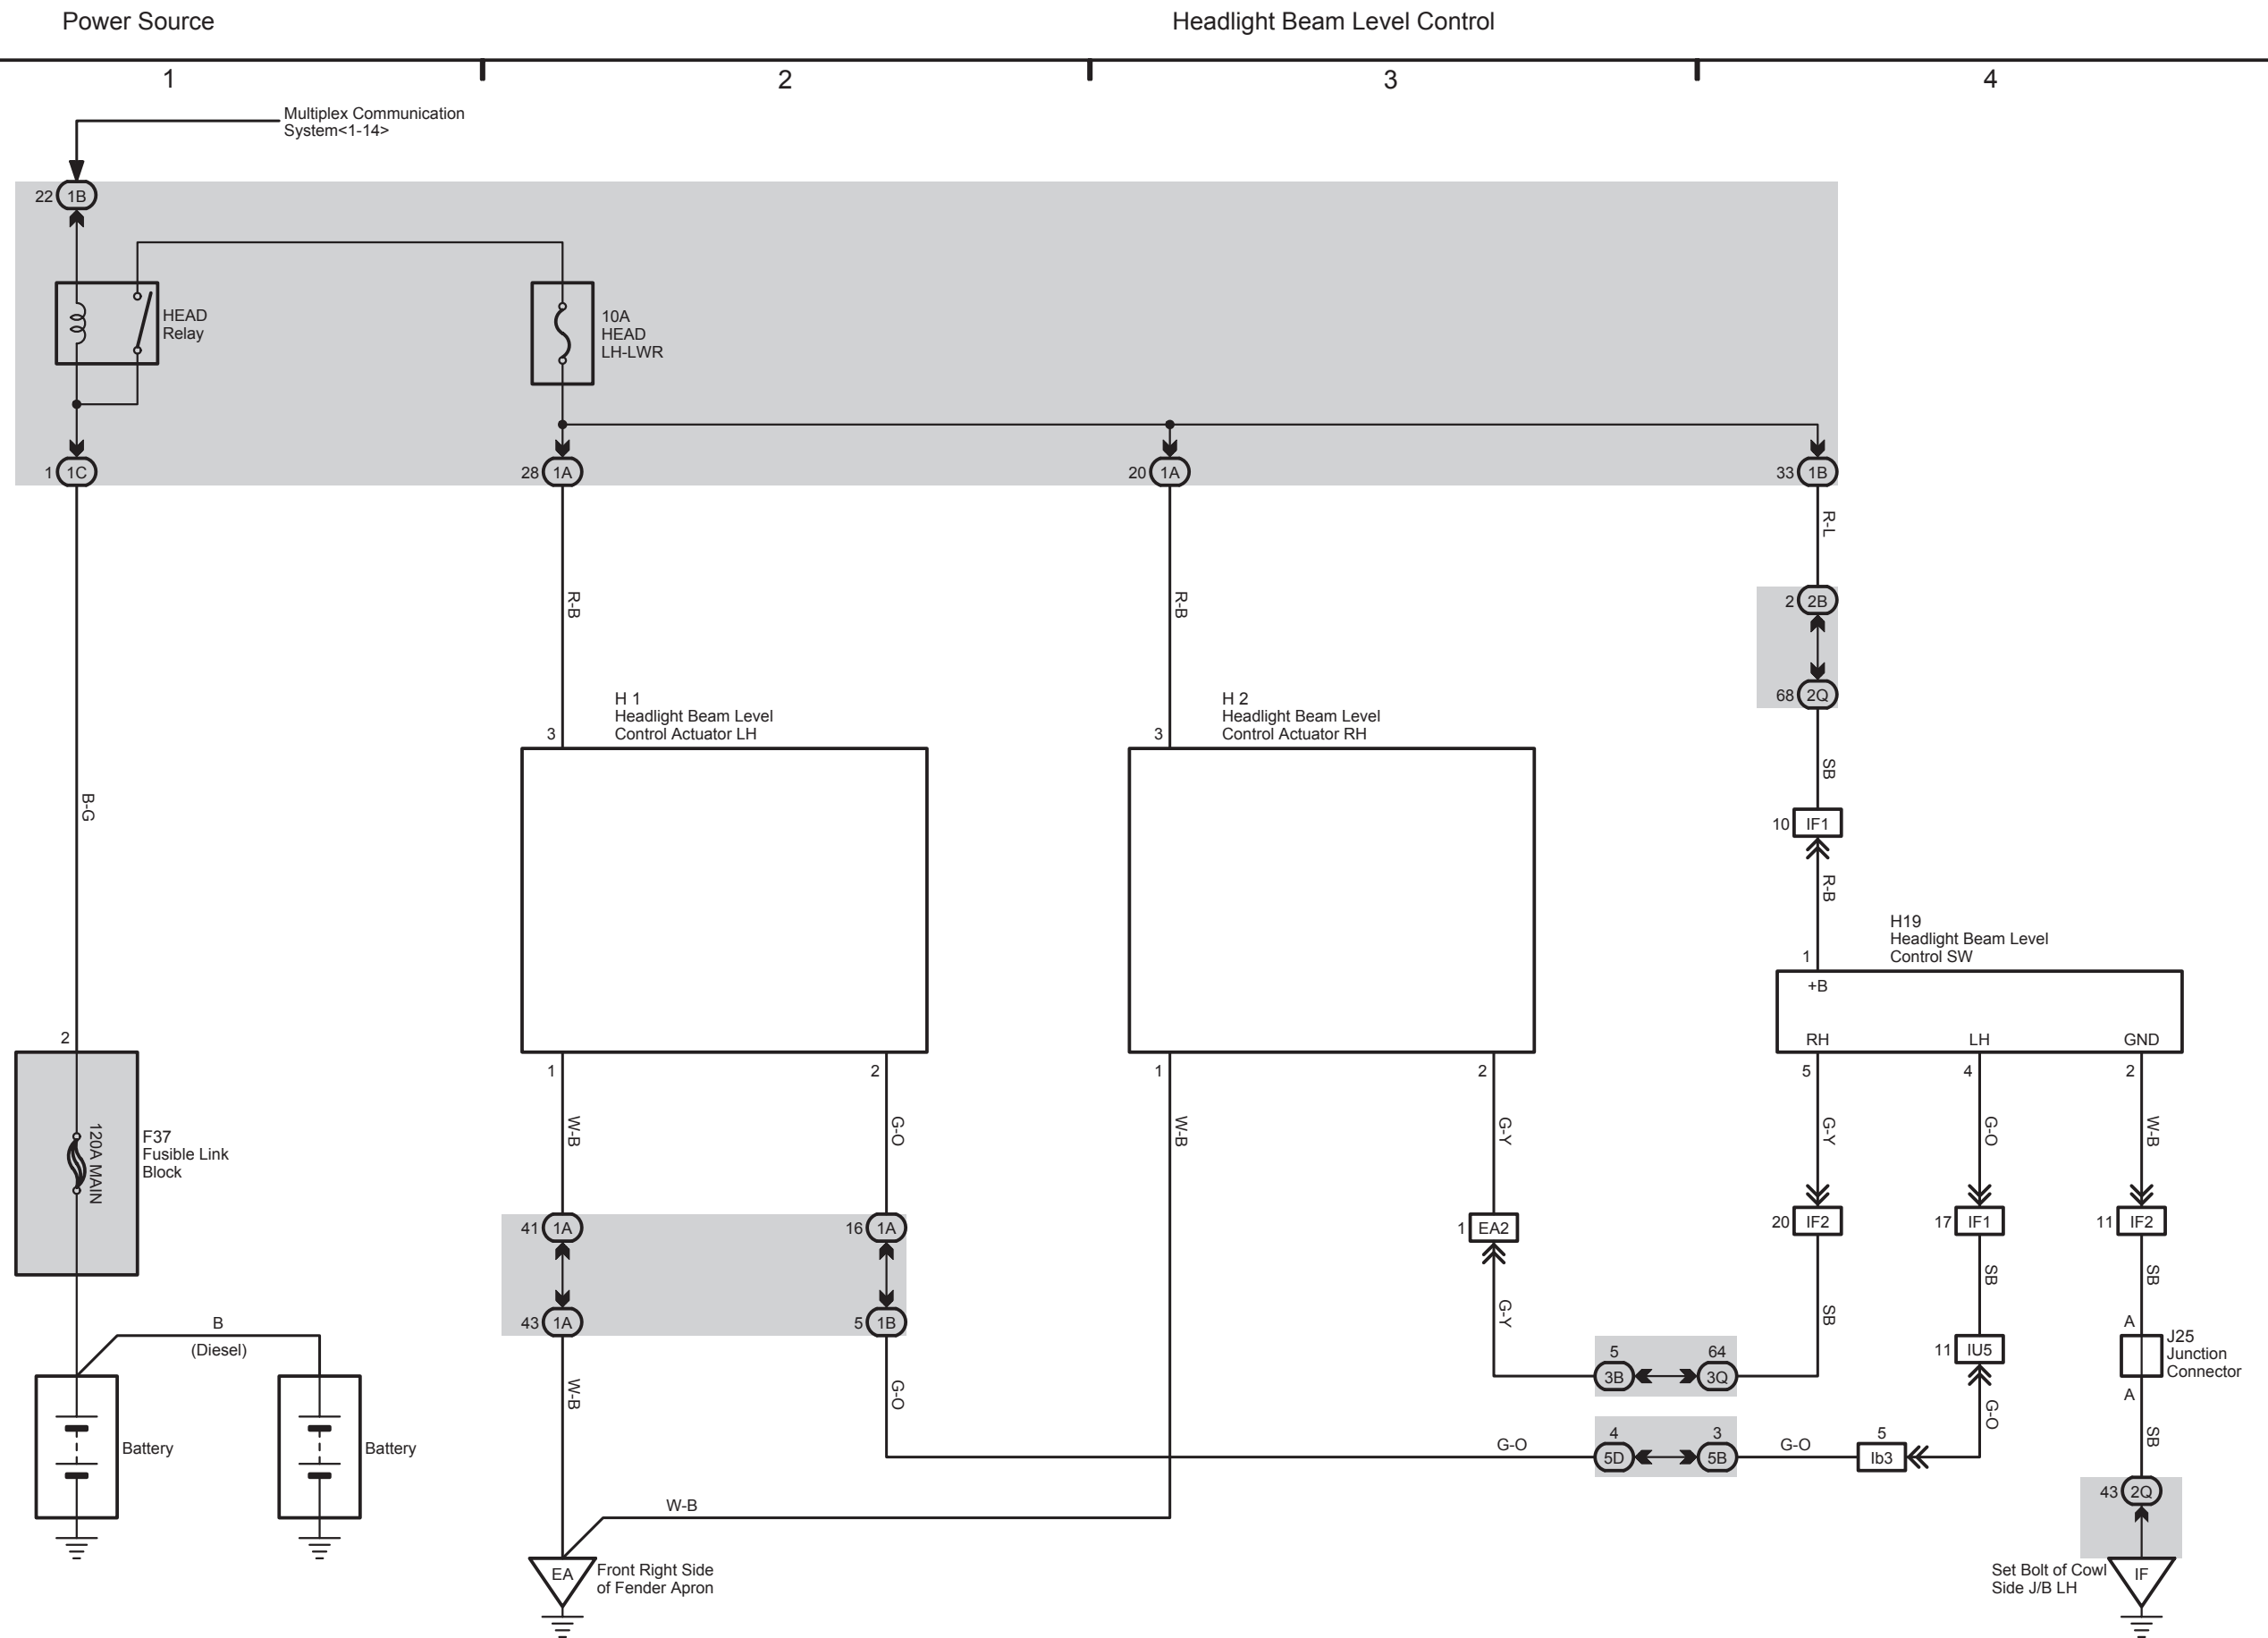 Power Source
Headlight Beam Level Control
1
2
3
4
Multiplex Communication
System<1-14>
22 1B
HEAD
Relay
10A
HEAD
LH-LWR
1 1C
28 1A
20 1A
33 1B
R-L
R-B
R-B
2 2B
68 2Q
SB
10 IF1
R-B
B-G
H 1
Headlight Beam Level
Control Actuator LH
3
H 2
Headlight Beam Level
Control Actuator RH
3
H19
Headlight Beam Level
Control SW
1
+B
RH
LH
GND
2
120A MAIN
F37
Fusible Link
Block
1
2
1
2
5
4
2
W-B
G-O
W-B
G-Y
G-Y
G-O
W-B
41 1A
16 1A
1 EA2
20 IF2
17 IF1
11 IF2
43 1A
5 1B
G-Y
SB
SB
SB
B
(Diesel)
A
J25
Junction
Connector
A
11 IU5
5
3B
64
3Q
W-B
G-O
G-O
SB
Battery
Battery
G-O
4
5D
3
5B
G-O
5
Ib3
43 2Q
W-B
EA
Front Right Side
of Fender Apron
Set Bolt of Cowl
Side J/B LH
IF